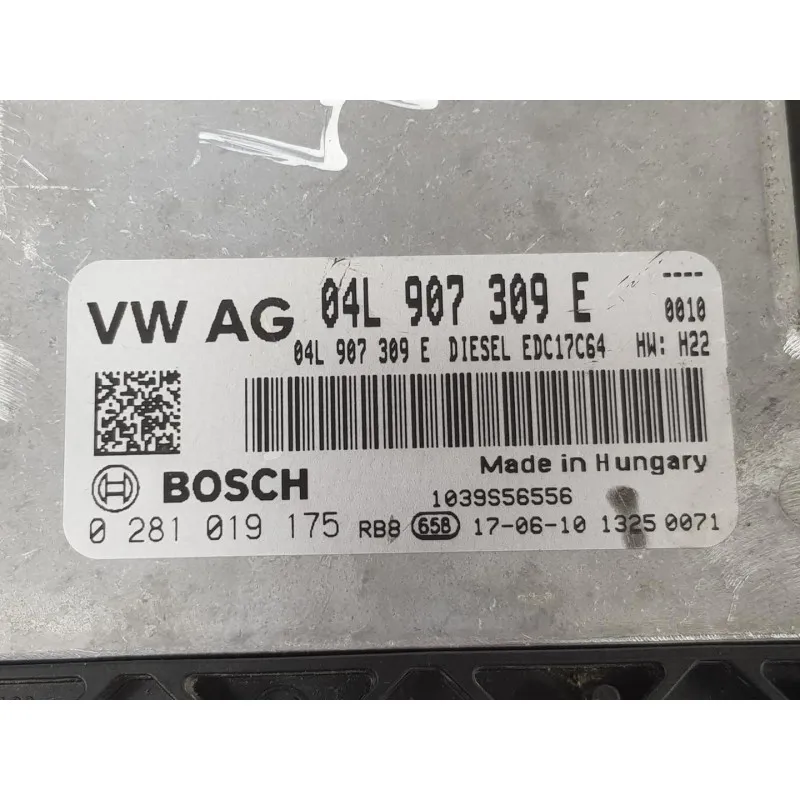 VW AG 04L 907 309 E ----
0010
04L 907 309 E DIESEL EDC17C64 HW: H22
Made in Hungary
BOSCH
1039S56556
0 281 019 175 RB8 658 17-06-10 1325 0071